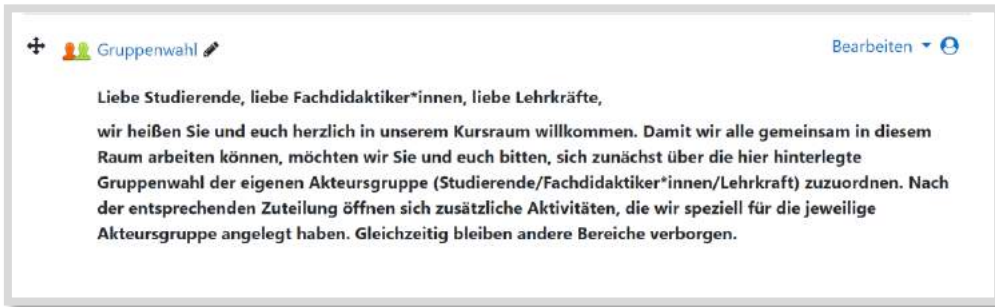 Gruppenwahl
Bearbeiten
Liebe Studierende, liebe Fachdidaktiker*innen, liebe Lehrkräfte,
wir heißen Sie und euch herzlich in unserem Kursraum willkommen. Damit wir alle gemeinsam in diesem
Raum arbeiten können, möchten wir Sie und euch bitten, sich zunächst über die hier hinterlegte
Gruppenwahl der eigenen Akteursgruppe (Studierende/Fachdidaktiker*innen/Lehrkraft) zuzuordnen. Nach
der entsprechenden Zuteilung öffnen sich zusätzliche Aktivitäten, die wir speziell für die jeweilige
Akteursgruppe angelegt haben. Gleichzeitig bleiben andere Bereiche verborgen.